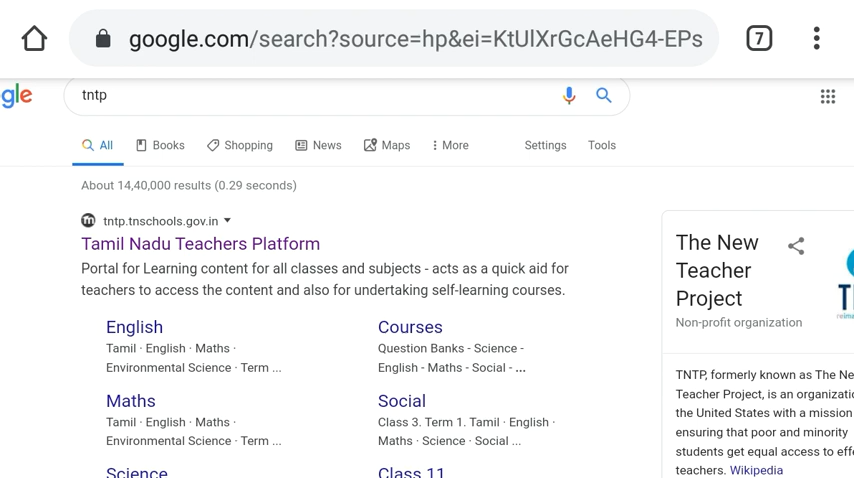 google.com/search?source=hp&ei=KtUlXrGcAeHG4-EPs
7
gle
tntp
All
Books
Shopping
News
Maps
More
Settings
Tools
About 14,40,000 results (0.29 seconds)
tntp.tnschools.gov.in
Tamil Nadu Teachers Platform
Portal for Learning content for all classes and subjects - acts as a quick aid for
teachers to access the content and also for undertaking self-learning courses.
English
Tamil · English · Maths ·
Environmental Science · Term ...
Courses
Question Banks - Science -
English - Maths - Social - ...
Maths
Tamil · English · Maths ·
Environmental Science · Term ...
Social
Class 3. Term 1. Tamil · English ·
Maths · Science · Social ...
Science
Class 11
The New
Teacher
Project
Non-profit organization
TNTP, formerly known as The Ne
Teacher Project, is an organizatio
the United States with a mission
ensuring that poor and minority
students get equal access to effe
teachers. Wikipedia